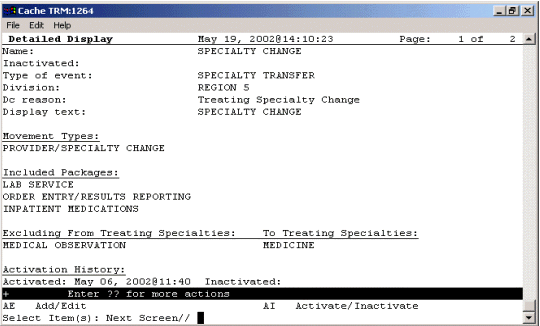 Cache TRM:1264
File Edit Help
Detailed Display May 19, 2002@14:10:23 Page: 1 of 2
Name: SPECIALTY CHANGE
Inactivated:
Type of event: SPECIALTY TRANSFER
Division: REGION 5
Dc reason: Treating Specialty Change
Display text: SPECIALTY CHANGE
Movement Types:
PROVIDER/SPECIALTY CHANGE
Included Packages:
LAB SERVICE
ORDER ENTRY/RESULTS REPORTING
INPATIENT MEDICATIONS
Excluding From Treating Specialties: To Treating Specialties:
MEDICAL OBSERVATION MEDICINE
Activation History:
Activated: May 06, 2002@11:40 Inactivated:
+ Enter ?? for more actions
AE Add/Edit AI Activate/Inactivate
Select Item(s): Next Screen//